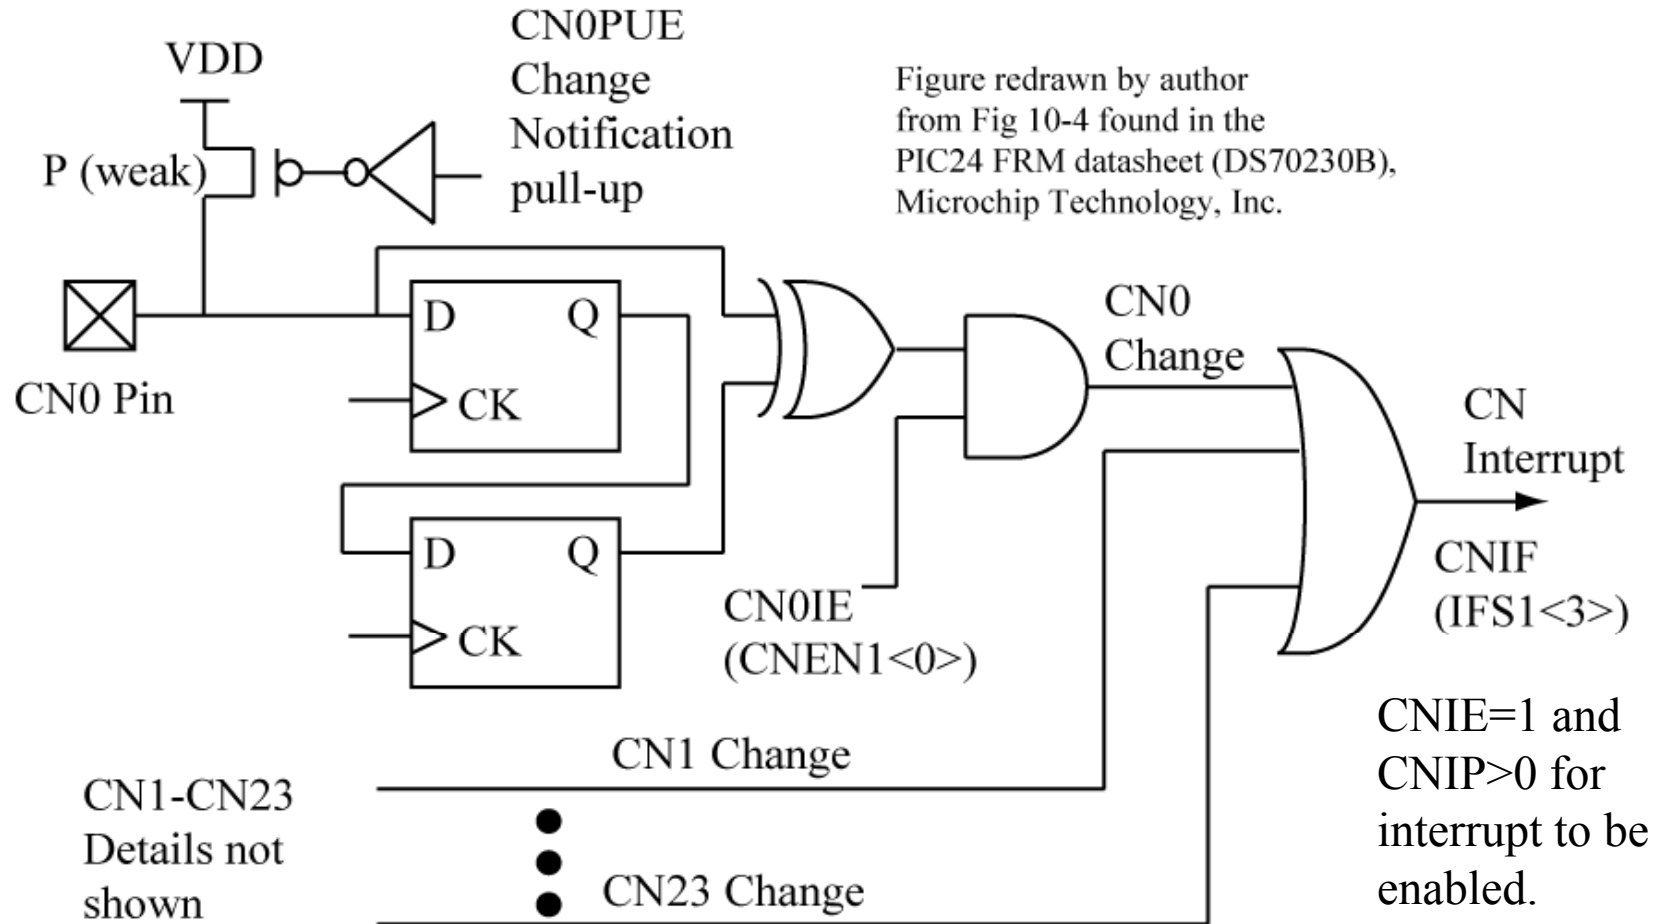 CN0PUE
Change
Notification
pull-up
VDD
P (weak)
Figure redrawn by author
from Fig 10-4 found in the
PIC24 FRM datasheet (DS70230B),
Microchip Technology, Inc.
CN0 Pin
D
Q
CK
D
Q
CK
CN0
Change
CN0IE
(CNEN1<0>)
CN
Interrupt
CNIF
(IFS1<3>)
CN1 Change
CN1-CN23
Details not
shown
CN23 Change
CNIE=1 and
CNIP>0 for
interrupt to be
enabled.